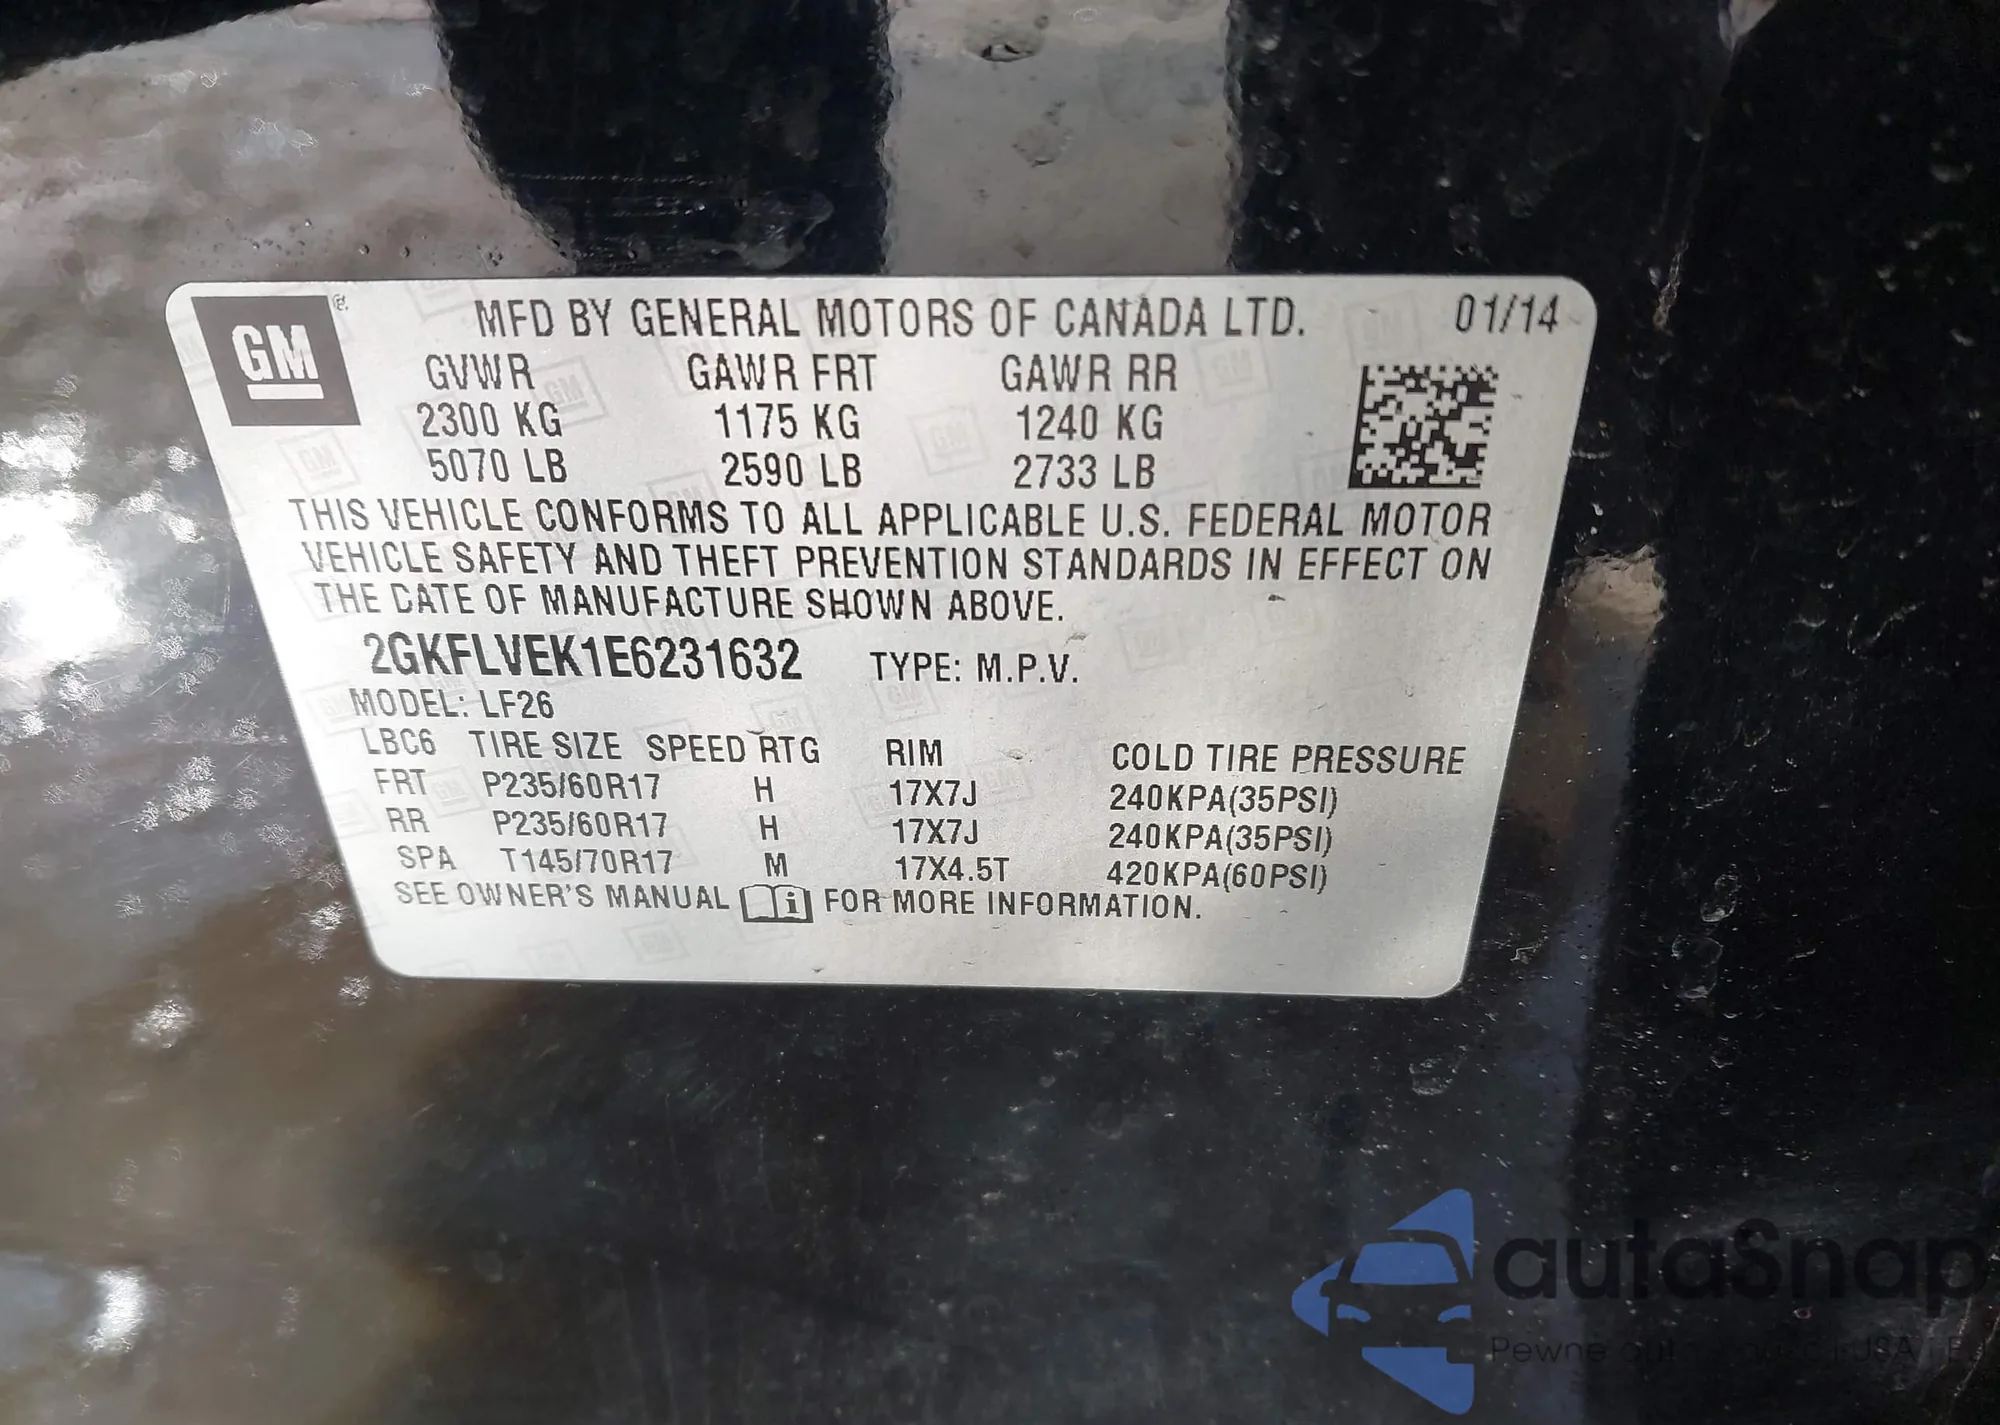 GM
MFD BY GENERAL MOTORS OF CANADA LTD. 01/14
GVWR GAWR FRT GAWR RR
2300 KG 1175 KG 1240 KG
5070 LB 2590 LB 2733 LB
THIS VEHICLE CONFORMS TO ALL APPLICABLE U.S. FEDERAL MOTOR
VEHICLE SAFETY AND THEFT PREVENTION STANDARDS IN EFFECT ON
THE DATE OF MANUFACTURE SHOWN ABOVE.
2GKFLVEK1E6231632 TYPE: M.P.V.
MODEL: LF26
LBC6 TIRE SIZE SPEED RTG RIM COLD TIRE PRESSURE
FRT P235/60R17 H 17X7J 240KPA(35PSI)
RR P235/60R17 H 17X7J 240KPA(35PSI)
SPA T145/70R17 M 17X4.5T 420KPA(60PSI)
SEE OWNER'S MANUAL i FOR MORE INFORMATION.
autaSnap
Pewne USA